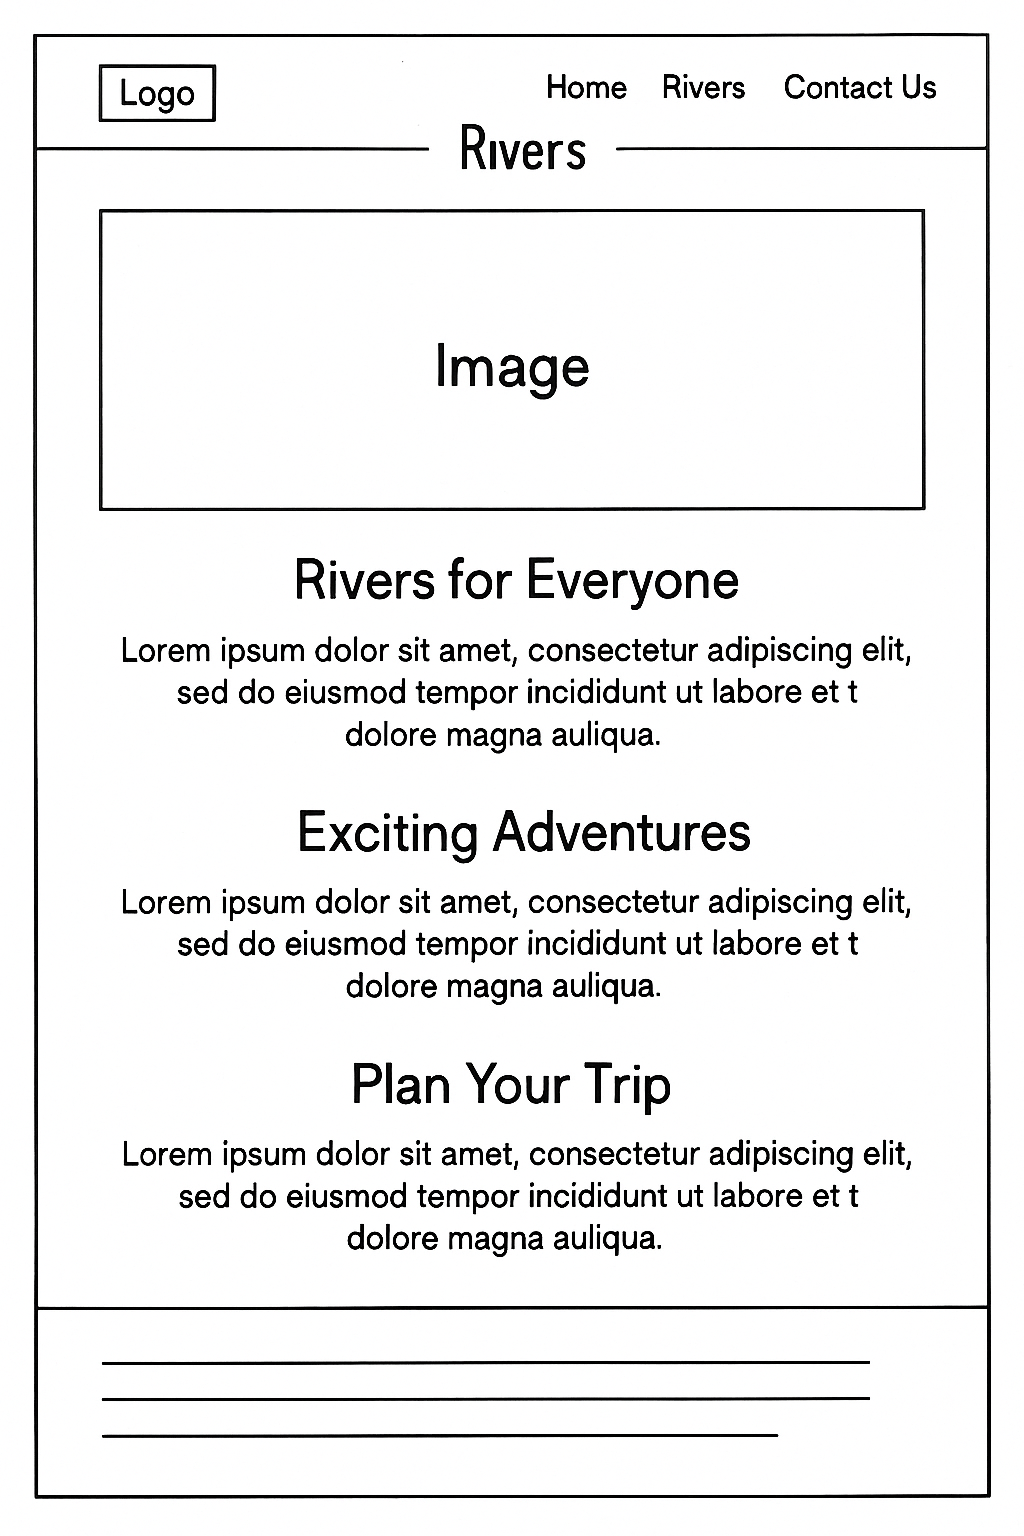 Logo
Home Rivers Contact Us
Rivers
Image
Rivers for Everyone
Lorem ipsum dolor sit amet, consectetur adipiscing elit,
sed do eiusmod tempor incididunt ut labore et t
dolore magna auliqua.
Exciting Adventures
Lorem ipsum dolor sit amet, consectetur adipiscing elit,
sed do eiusmod tempor incididunt ut labore et t
dolore magna auliqua.
Plan Your Trip
Lorem ipsum dolor sit amet, consectetur adipiscing elit,
sed do eiusmod tempor incididunt ut labore et t
dolore magna auliqua.